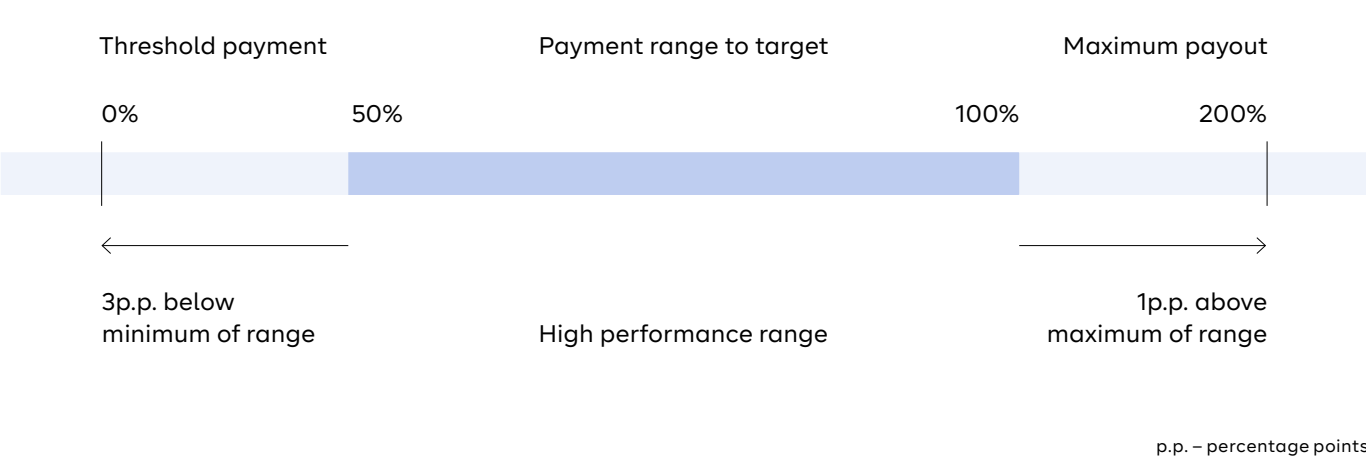 Threshold payment
Payment range to target
Maximum payout
0%
50%
100%
200%
3p.p. below
minimum of range
High performance range
1p.p. above
maximum of range
p.p. – percentage points